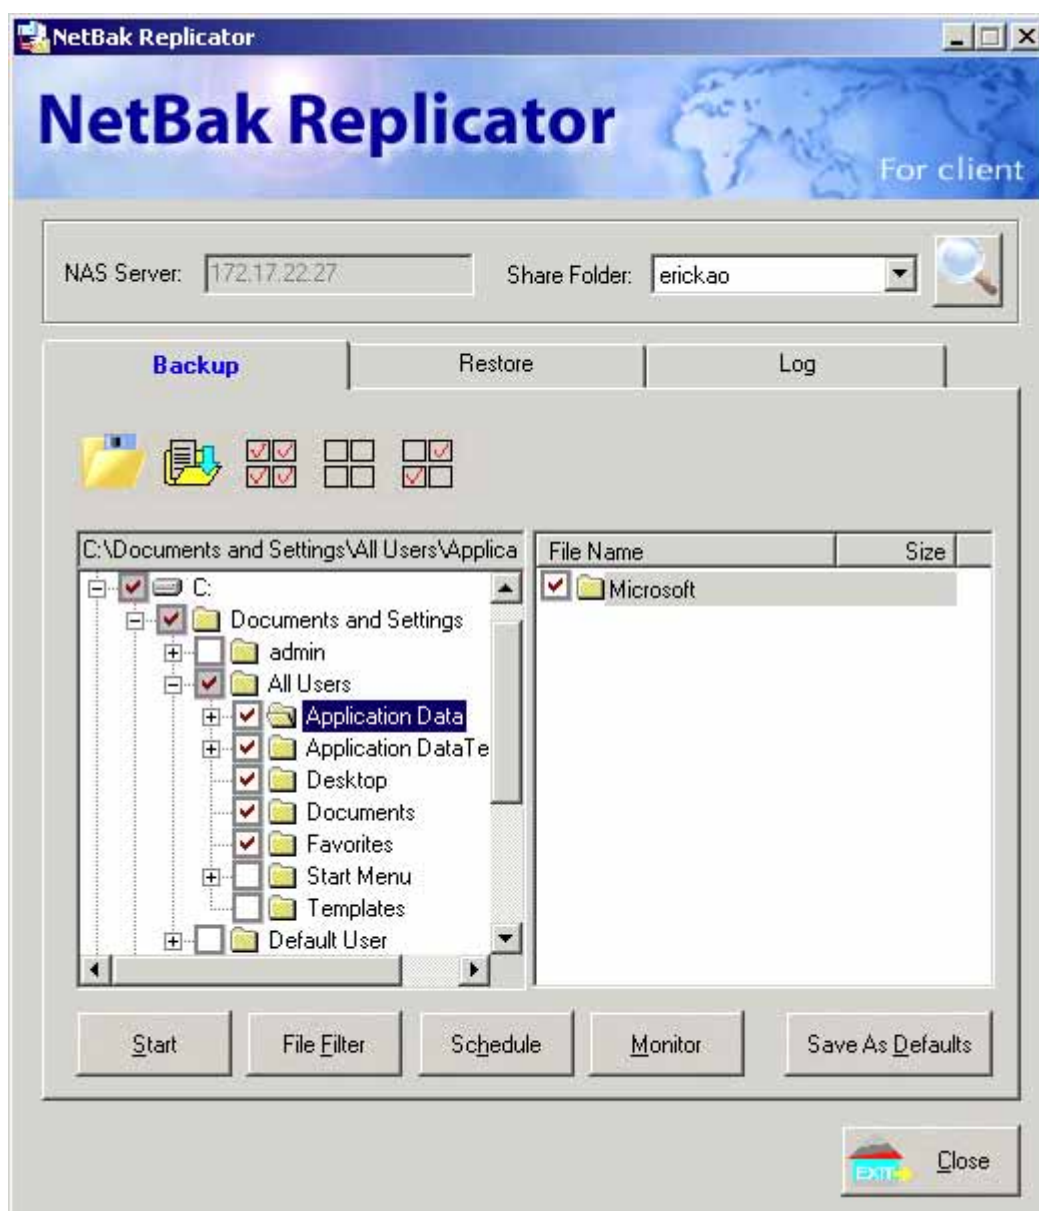 NetBak Replicator
NetBak Replicator
For client
NAS Server: 172.17.22.27 Share Folder: erickao
Backup Restore Log
C:\Documents and Settings\All Users\Applica
File Name Size
C:
Documents and Settings
admin
All Users
Application Data
Application DataTe
Desktop
Documents
Favorites
Start Menu
Templates
Default User
Microsoft
Start File Filter Schedule Monitor Save As Defaults
EXIT Close